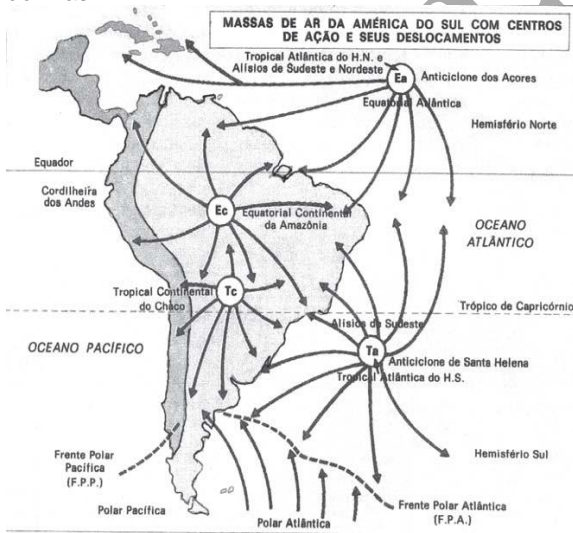 MASSAS DE AR DA AMÉRICA DO SUL COM CENTROS
DE AÇÃO E SEUS DESLOCAMENTOS
Tropical Atlântica do H.N. e
Alísios de Sudeste e Nordeste
Ea
Anticiclone dos Açores
Equatorial Atlântica
Hemisfério Norte
Equador
Cordilheira
dos Andes
Ec
Equatorial Continental
da Amazônia
OCEANO
ATLÂNTICO
Tropical Continental
do Chaco
Tc
Trópico de Capricórnio
Alísios de Sudeste
OCEANO PACÍFICO
Ta
Anticiclone de Santa Helena
Tropical Atlântica do H.S.
Frente Polar
Pacífica
(F.P.P.)
Hemisfério Sul
Polar Pacífica
Polar Atlântica
Frente Polar Atlântica
(F.P.A.)